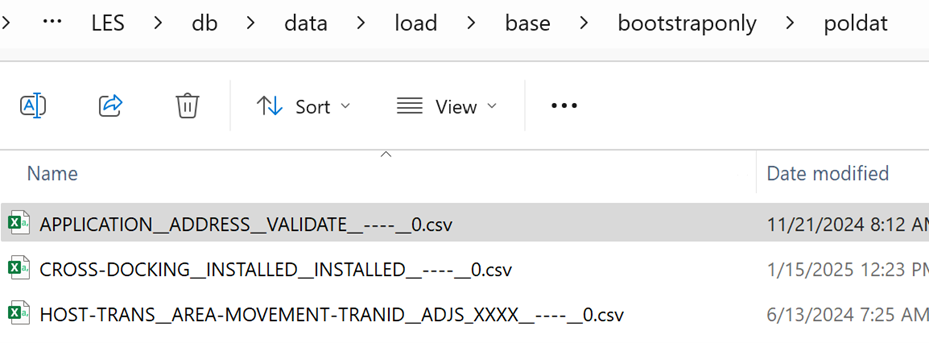 > ··· LES > db > data > load > base > bootstraponly > poldat
Sort View ···
Name Date modified
APPLICATION__ADDRESS__VALIDATE__----__0.csv 11/21/2024 8:12 AM
CROSS-DOCKING__INSTALLED__INSTALLED__----__0.csv 1/15/2025 12:23 PM
HOST-TRANS__AREA-MOVEMENT-TRANID__ADJS_XXXX__----__0.csv 6/13/2024 7:25 AM